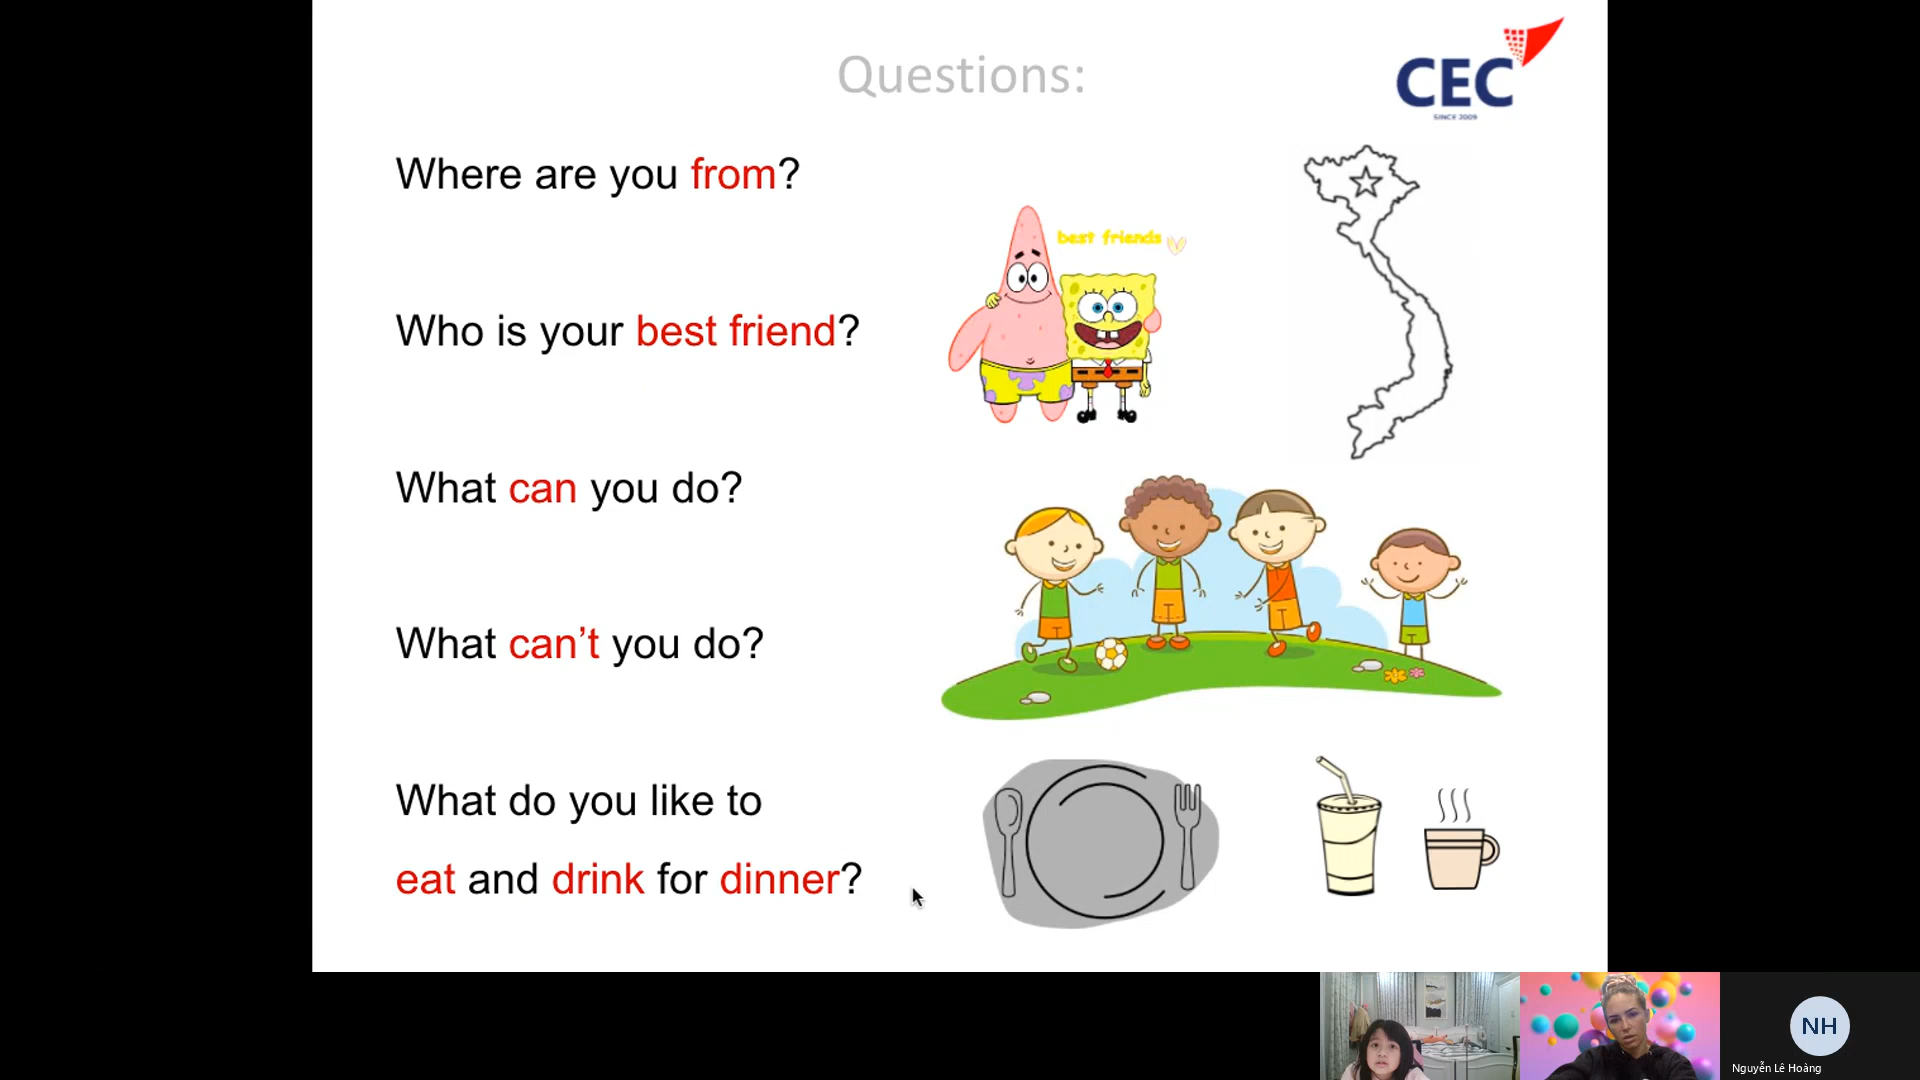 Questions:
CEC
SINCE 2009
Where are you from?
best friends
Who is your best friend?
What can you do?
What can’t you do?
What do you like to
eat and drink for dinner?
NH
Nguyễn Lê Hoàng